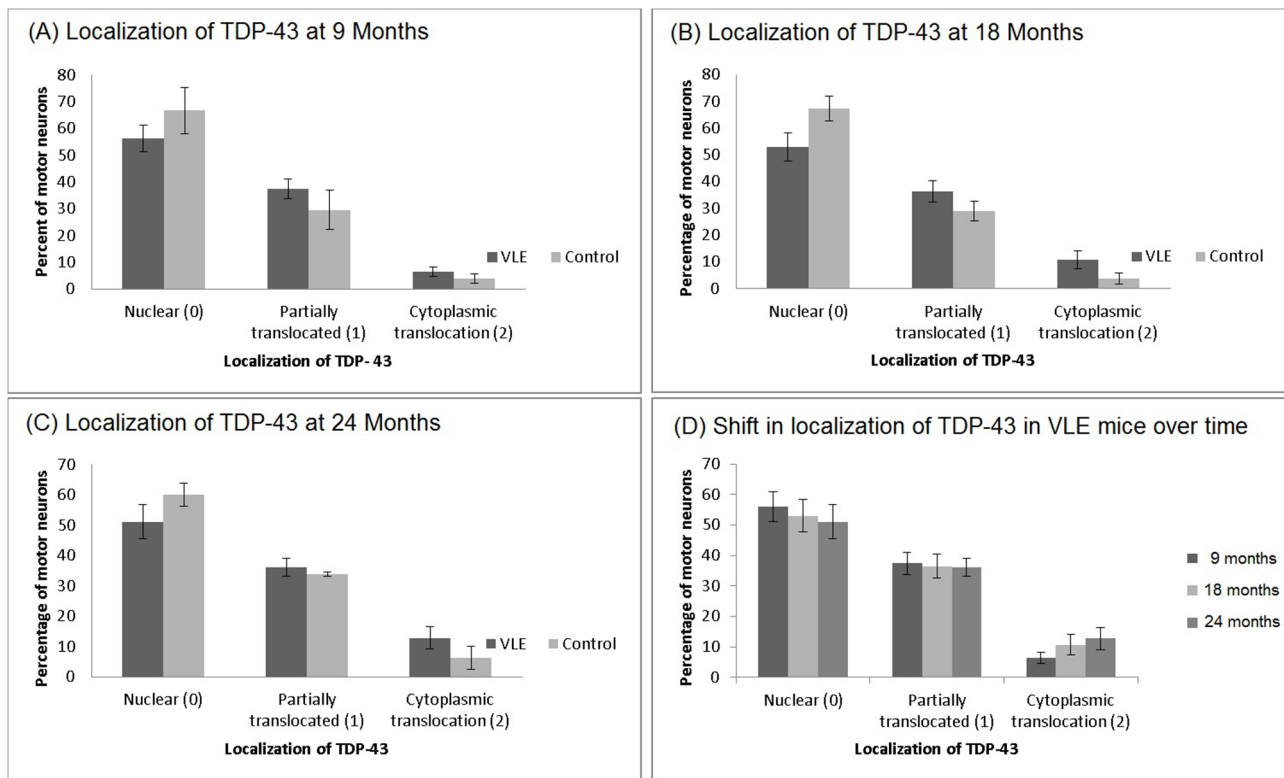 (A) Localization of TDP-43 at 9 Months
Percent of motor neurons
80
70
60
50
40
30
20
10
0
VLE
Control
Nuclear (0)
Partially
translocated (1)
Cytoplasmic
translocation (2)
Localization of TDP- 43
(B) Localization of TDP-43 at 18 Months
Percentage of motor neurons
80
70
60
50
40
30
20
10
0
VLE
Control
Nuclear (0)
Partially
translocated (1)
Cytoplasmic
translocation (2)
Localization of TDP-43
(C) Localization of TDP-43 at 24 Months
Percentage of motor neurons
70
60
50
40
30
20
10
0
VLE
Control
Nuclear (0)
Partially
translocated (1)
Cytoplasmic
translocation (2)
Localization of TDP-43
(D) Shift in localization of TDP-43 in VLE mice over time
Percentage of motor neurons
70
60
50
40
30
20
10
0
9 months
18 months
24 months
Nuclear (0)
Partially
translocated (1)
Cytoplasmic
translocation (2)
Localization of TDP-43